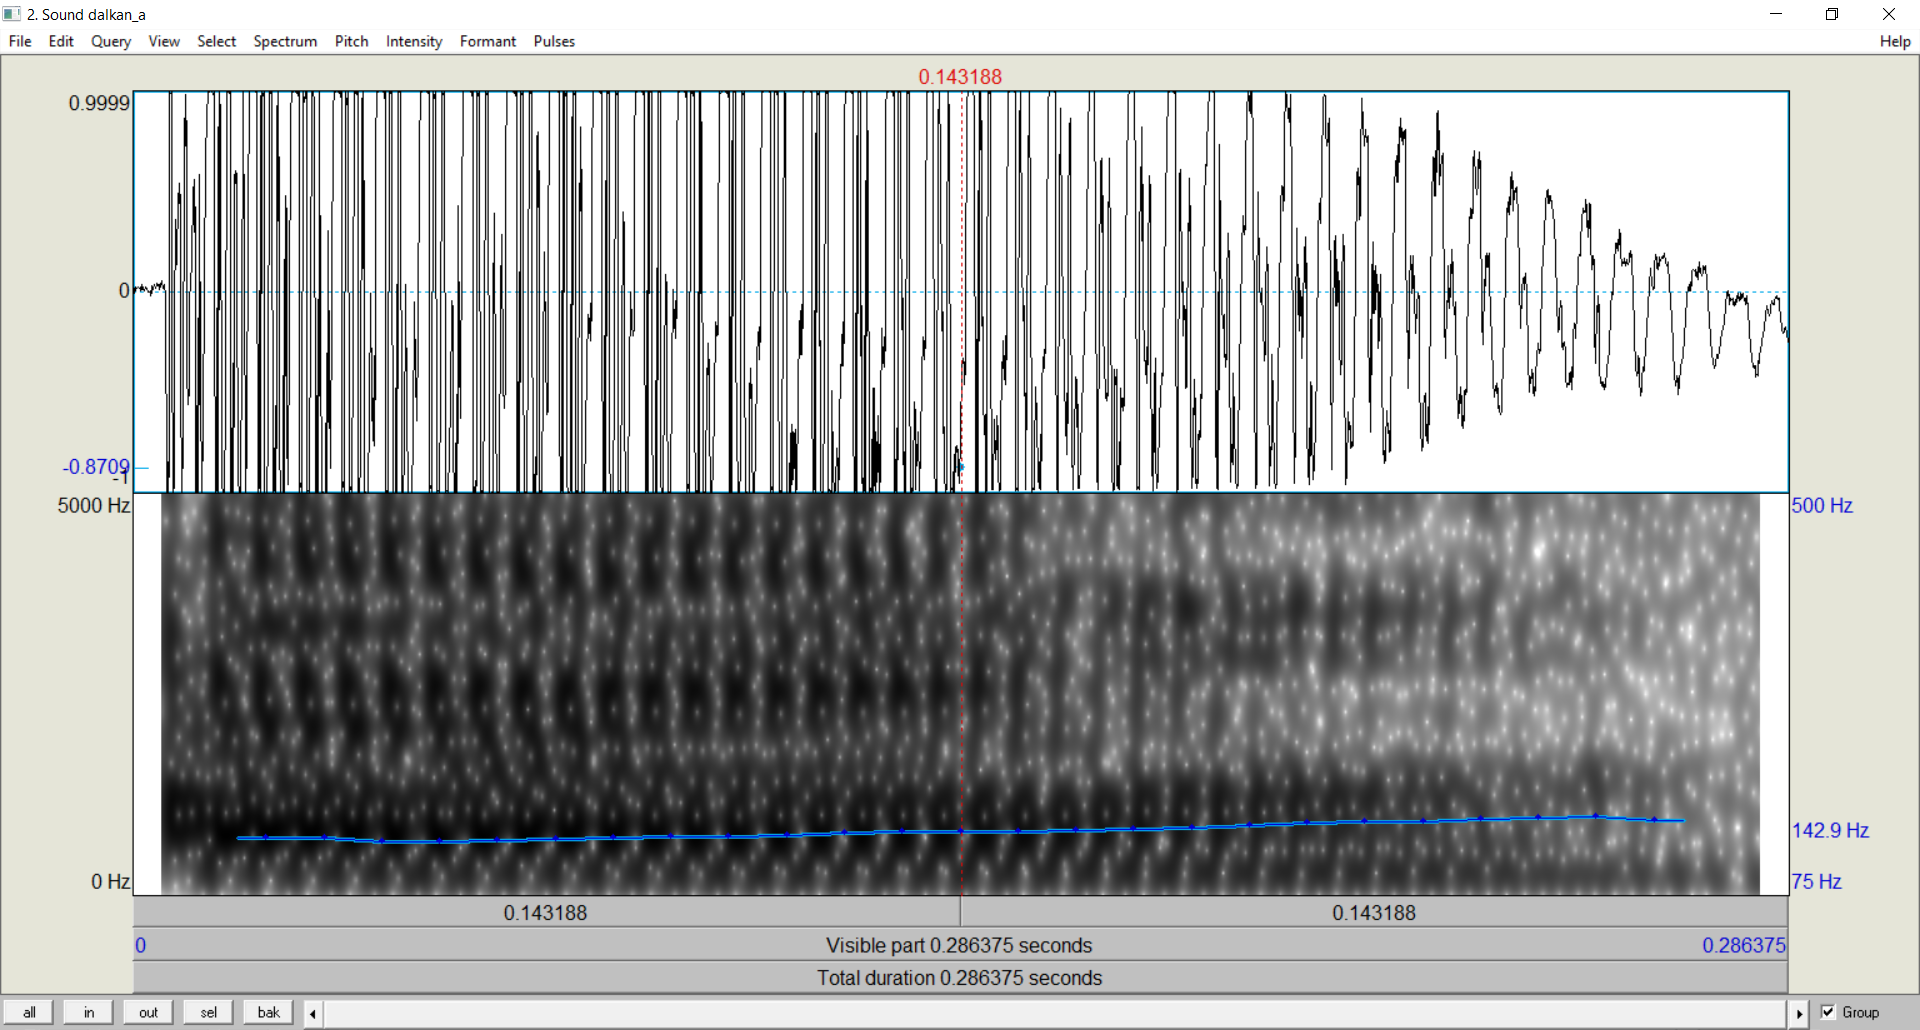 2. Sound dalkan_a
File Edit Query View Select Spectrum Pitch Intensity Formant Pulses Help
0.143188
0.9999
0
-0.8709
-1
5000 Hz 500 Hz
142.9 Hz
0 Hz 75 Hz
0.143188 0.143188
0 Visible part 0.286375 seconds 0.286375
Total duration 0.286375 seconds
all in out sel bak Group